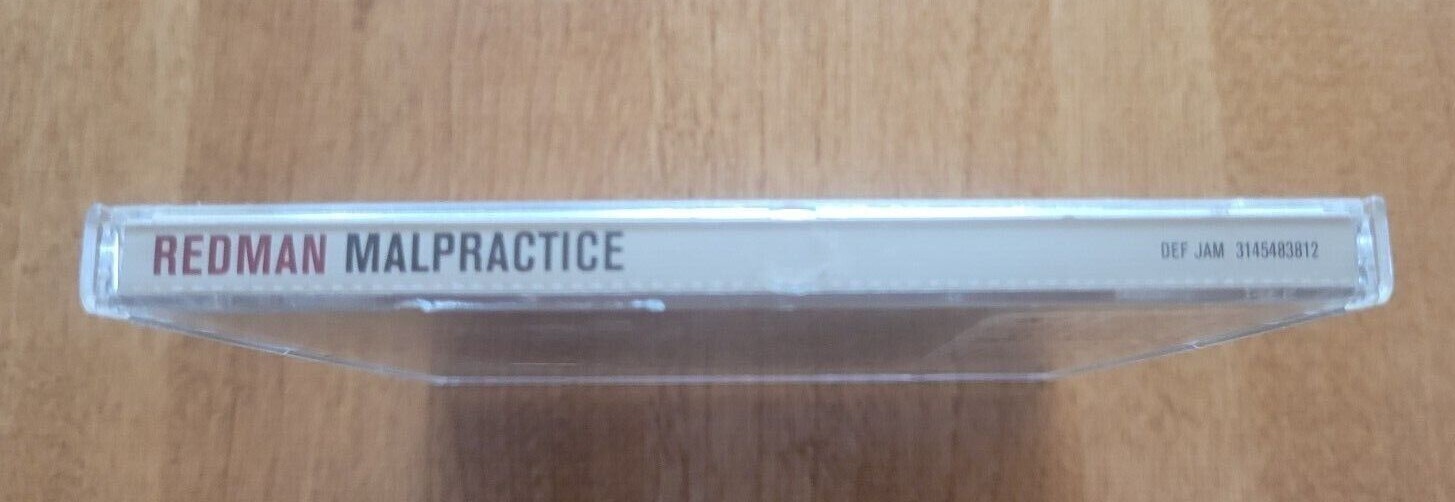 REDMAN MALPRACTICE DEF JAM 3145483812